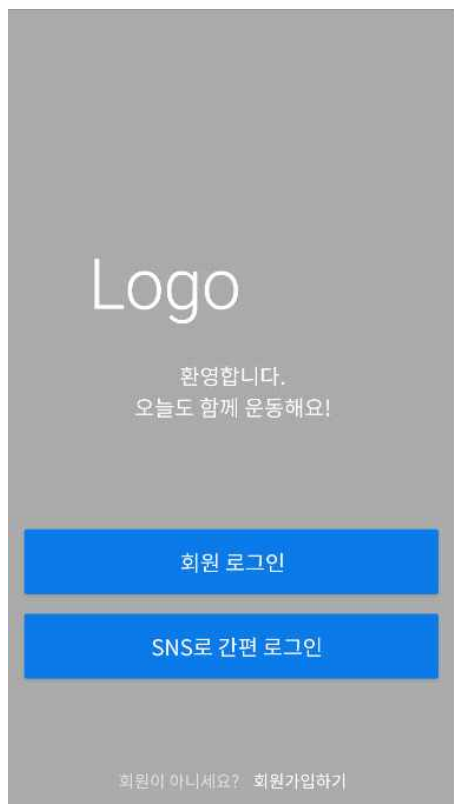 Logo
환영합니다.
오늘도 함께 운동해요!
회원 로그인
SNS로 간편 로그인
회원이 아니세요? 회원가입하기